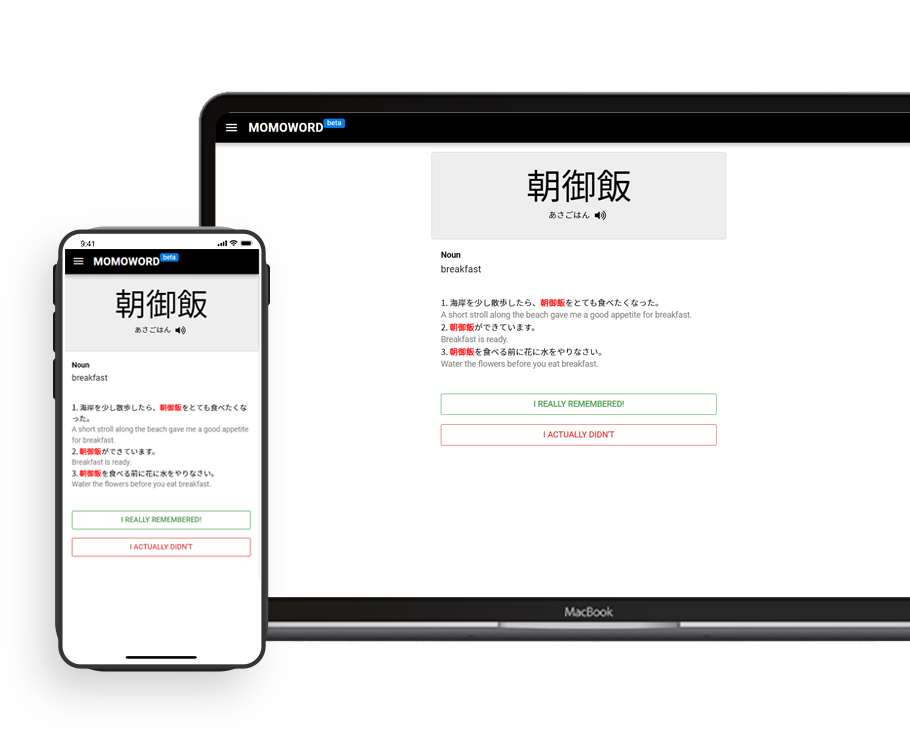 MOMOWORD beta
朝御飯
あさごはん
Noun
breakfast
1. 海岸を少し散歩したら、朝御飯をとても食べたくなった。
A short stroll along the beach gave me a good appetite for breakfast.
2. 朝御飯ができています。
Breakfast is ready.
3. 朝御飯を食べる前に花に水をやりなさい。
Water the flowers before you eat breakfast.
I REALLY REMEMBERED!
I ACTUALLY DIDN'T
MacBook
9:41
MOMOWORD beta
朝御飯
あさごはん
Noun
breakfast
1. 海岸を少し散歩したら、朝御飯をとても食べたくな
った。
A short stroll along the beach gave me a good appetite
for breakfast.
2. 朝御飯ができています。
Breakfast is ready.
3. 朝御飯を食べる前に花に水をやりなさい。
Water the flowers before you eat breakfast.
I REALLY REMEMBERED!
I ACTUALLY DIDN'T